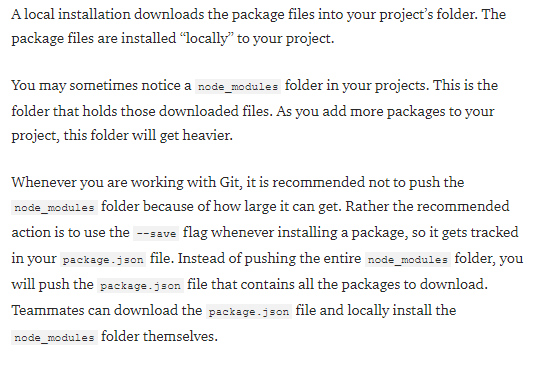 A local installation downloads the package files into your project’s folder. The
package files are installed “locally” to your project.
You may sometimes notice a node_modules folder in your projects. This is the
folder that holds those downloaded files. As you add more packages to your
project, this folder will get heavier.
Whenever you are working with Git, it is recommended not to push the
node_modules folder because of how large it can get. Rather the recommended
action is to use the --save flag whenever installing a package, so it gets tracked
in your package.json file. Instead of pushing the entire node_modules folder, you
will push the package.json file that contains all the packages to download.
Teammates can download the package.json file and locally install the
node_modules folder themselves.